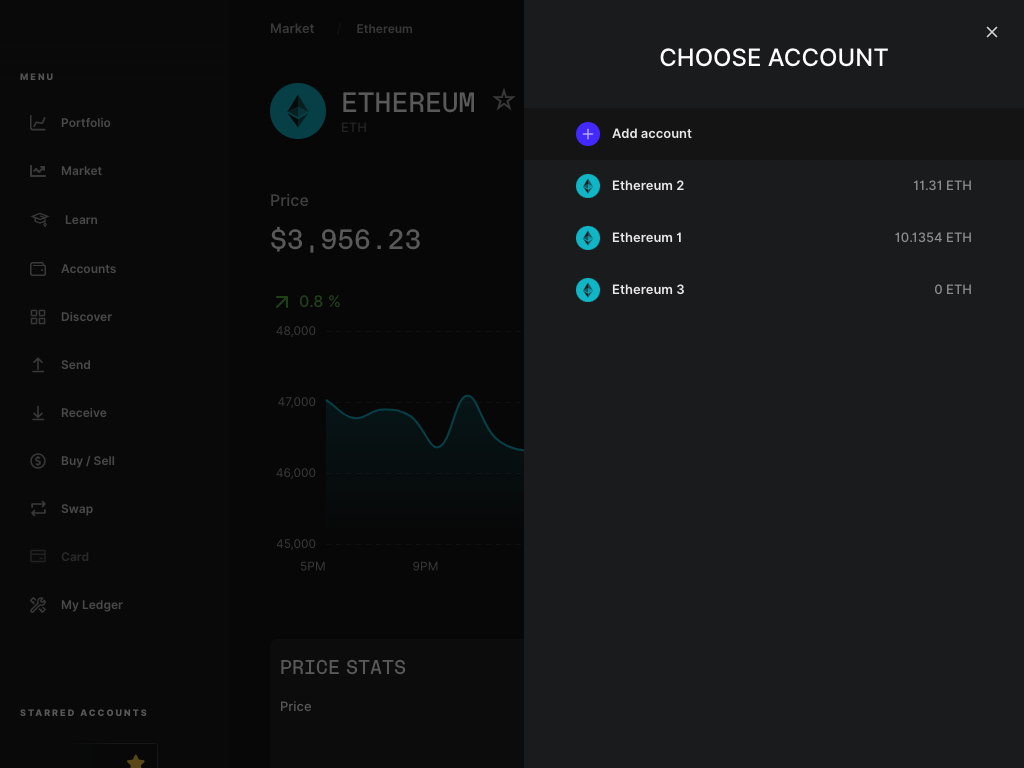 MENU
Portfolio
Market
Learn
Accounts
Discover
Send
Receive
Buy / Sell
Swap
Card
My Ledger
STARRED ACCOUNTS
Market / Ethereum
ETHEREUM
ETH
Price
$3,956.23
0.8 %
48,000
47,000
46,000
45,000
5PM 9PM
PRICE STATS
Price
CHOOSE ACCOUNT
Add account
Ethereum 2 11.31 ETH
Ethereum 1 10.1354 ETH
Ethereum 3 0 ETH